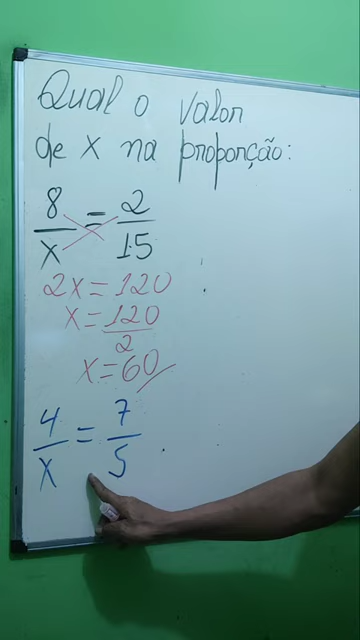 Qual o valor
de x na proporção:
8/x = 2/15
2x = 120
x = 120/2
x = 60
4/x = 7/5